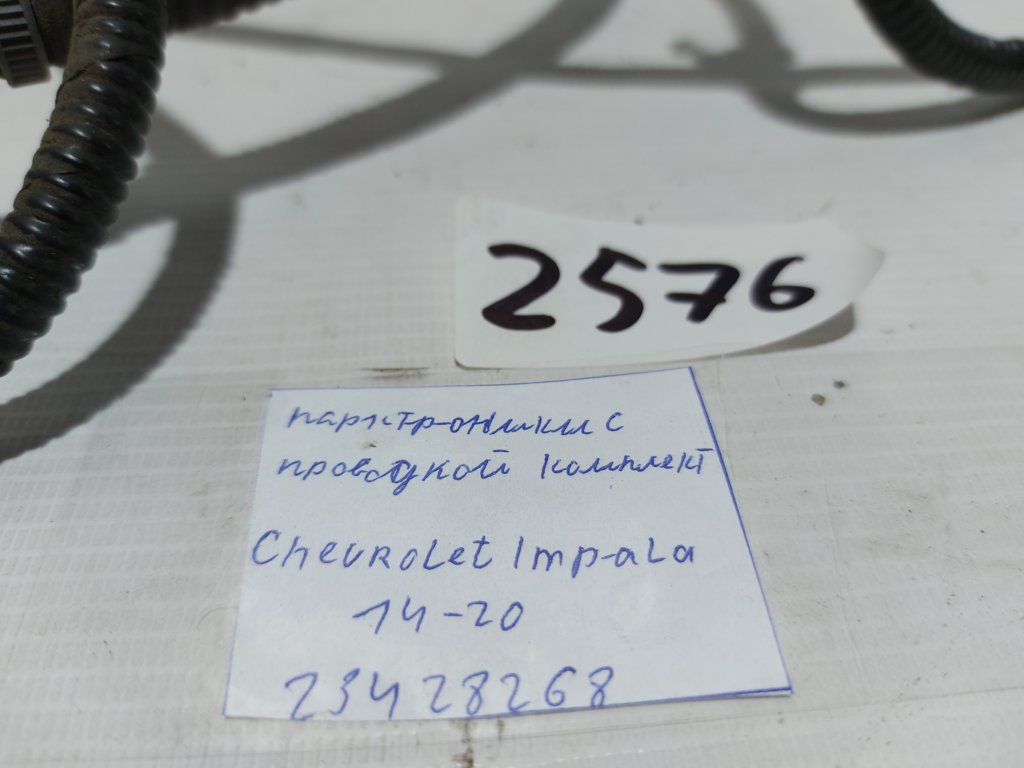 2576
парктроники с
проводкой комплект
Chevrolet Impala
14-20
23428268